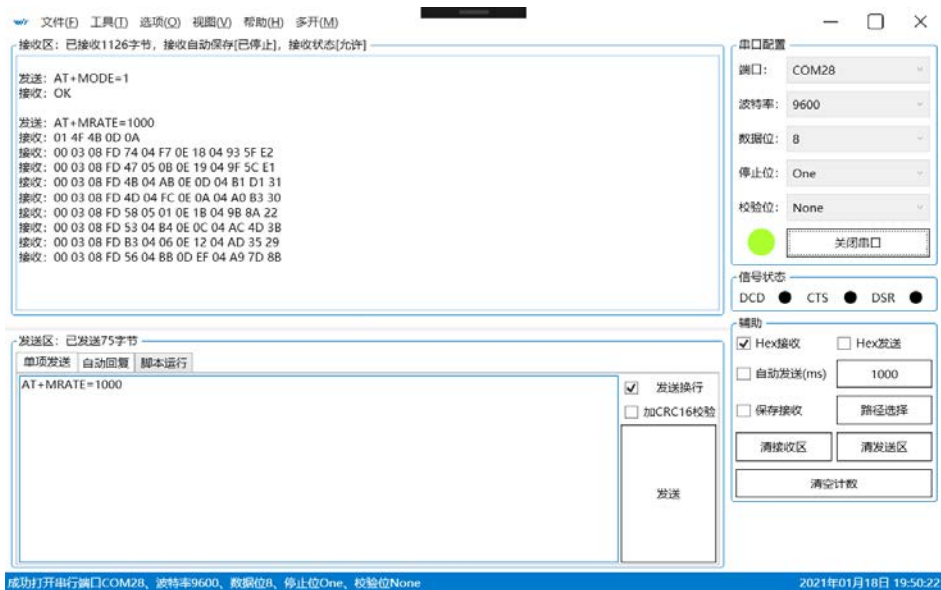 文件(F) 工具(T) 选项(O) 视图(V) 帮助(H) 多开(M)
接收区：已接收1126字节，接收自动保存[已停止]，接收状态[允许]
发送：AT+MODE=1
接收：OK
发送：AT+MRATE=1000
接收：01 4F 4B 0D 0A
接收：00 03 08 FD 74 04 F7 0E 18 04 93 5F E2
接收：00 03 08 FD 47 05 0B 0E 19 04 9F 5C E1
接收：00 03 08 FD 4B 04 AB 0E 0D 04 B1 D1 31
接收：00 03 08 FD 4D 04 FC 0E 0A 04 A0 B3 30
接收：00 03 08 FD 58 05 01 0E 1B 04 9B 8A 22
接收：00 03 08 FD 53 04 B4 0E 0C 04 AC 4D 3B
接收：00 03 08 FD B3 04 06 0E 12 04 AD 35 29
接收：00 03 08 FD 56 04 BB 0D EF 04 A9 7D 8B
串口配置
端口： COM28
波特率： 9600
数据位： 8
停止位： One
校验位： None
关闭串口
信号状态
DCD CTS DSR
发送区：已发送75字节
单项发送 自动回复 脚本运行
AT+MRATE=1000
发送换行
加CRC16校验
发送
辅助
Hex接收 Hex发送
自动发送(ms) 1000
保存接收 路径选择
清接收区 清发送区
清空计数
成功打开串行端口COM28、波特率9600、数据位8、停止位One、校验位None 2021年01月18日 19:50:22